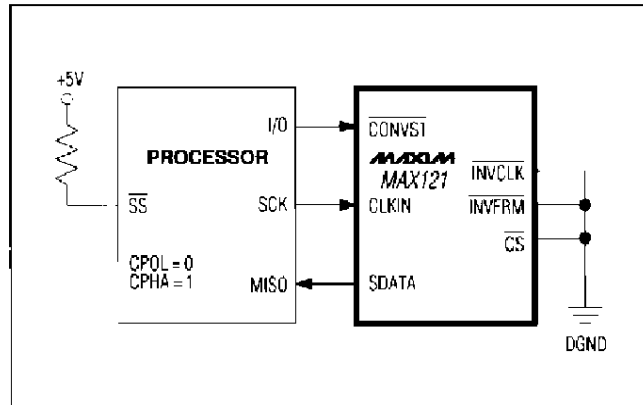 +5V
I/O
CONVST
PROCESSOR
MAXIM
MAX121
INVCLK
SS
SCK
CLKIN
INVFRM
CS
CPOL = 0
CPHA = 1
MISO
SDATA
DGND